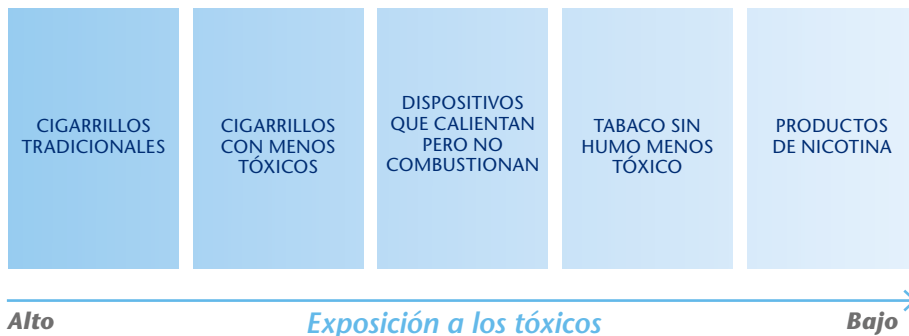 CIGARRILLOS
TRADICIONALES
CIGARRILLOS
CON MENOS
TÓXICOS
DISPOSITIVOS
QUE CALIENTAN
PERO NO
COMBUSTIONAN
TABACO SIN
HUMO MENOS
TÓXICO
PRODUCTOS
DE NICOTINA
Alto
Exposición a los tóxicos
Bajo